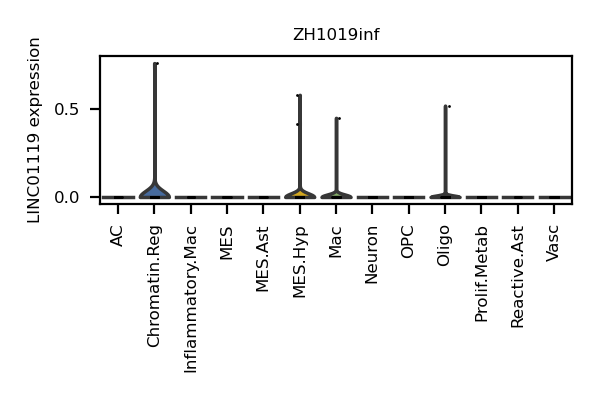 ZH1019inf
LINC01119 expression
0.5
0.0
AC
Chromatin.Reg
Inflammatory.Mac
MES
MES.Ast
MES.Hyp
Mac
Neuron
OPC
Oligo
Prolif.Metab
Reactive.Ast
Vasc